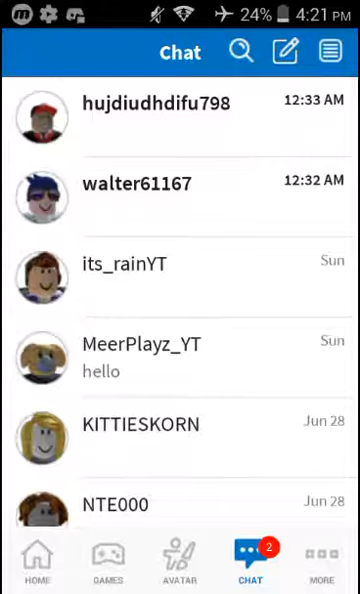 24% 4:21 PM
Chat
hujdiudhdifu798 12:33 AM
walter61167 12:32 AM
its_rainYT Sun
MeerPlayz_YT Sun
hello
KITTIESKORN Jun 28
NTE000 Jun 28
2
HOME GAMES AVATAR CHAT MORE